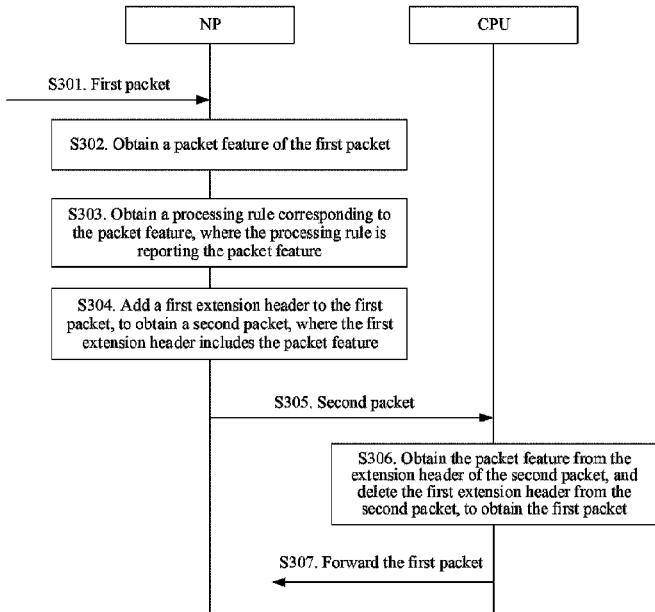 NP
CPU
S301. First packet
S302. Obtain a packet feature of the first packet
S303. Obtain a processing rule corresponding to
the packet feature, where the processing rule is
reporting the packet feature
S304. Add a first extension header to the first
packet, to obtain a second packet, where the first
extension header includes the packet feature
S305. Second packet
S306. Obtain the packet feature from the
extension header of the second packet, and
delete the first extension header from the
second packet, to obtain the first packet
S307. Forward the first packet